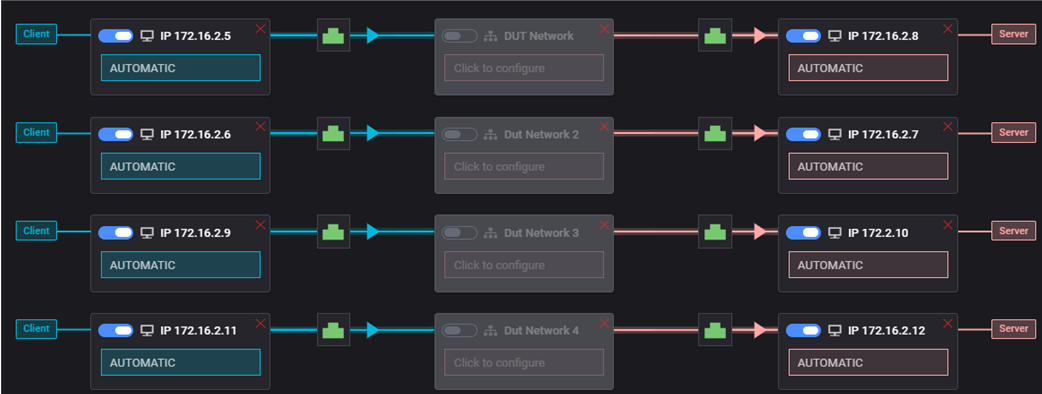 Client IP 172.16.2.5 DUT Network IP 172.16.2.8 Server
AUTOMATIC Click to configure AUTOMATIC
Client IP 172.16.2.6 Dut Network 2 IP 172.16.2.7 Server
AUTOMATIC Click to configure AUTOMATIC
Client IP 172.16.2.9 Dut Network 3 IP 172.2.10 Server
AUTOMATIC Click to configure AUTOMATIC
Client IP 172.16.2.11 Dut Network 4 IP 172.16.2.12 Server
AUTOMATIC Click to configure AUTOMATIC